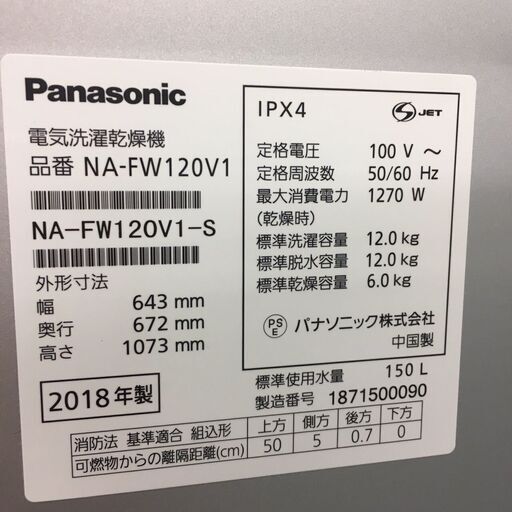 Panasonic
電気洗濯乾燥機
品番 NA-FW120V1
NA-FW120V1-S
外形寸法
幅 643 mm
奥行 672 mm
高さ 1073 mm
2018年製
IPX4
S JET
定格電圧 100 V ～
定格周波数 50/60 Hz
最大消費電力 1270 W
(乾燥時)
標準洗濯容量 12.0 kg
標準脱水容量 12.0 kg
標準乾燥容量 6.0 kg
PS E パナソニック株式会社
中国製
標準使用水量 150 L
製造番号 1871500090
消防法 基準適合 組込形 上方 側方 後方 下方
可燃物からの離隔距離(cm) 50 5 0.7 0